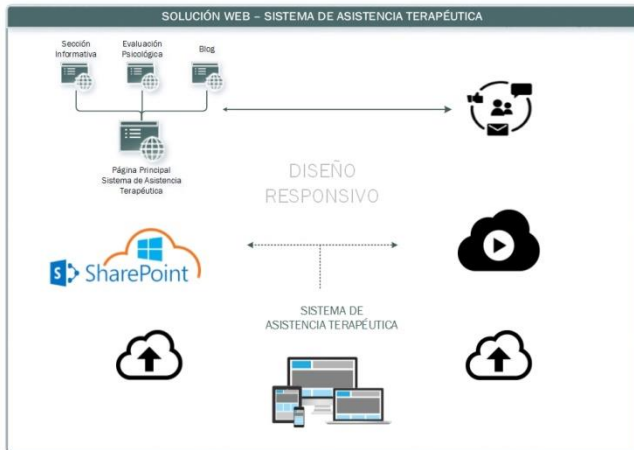 SOLUCIÓN WEB – SISTEMA DE ASISTENCIA TERAPÉUTICA
Sección
Informativa
Evaluación
Psicológica
Blog
Página Principal
Sistema de Asistencia
Terapéutica
DISEÑO
RESPONSIVO
S
SharePoint
SISTEMA DE
ASISTENCIA TERAPÉUTICA